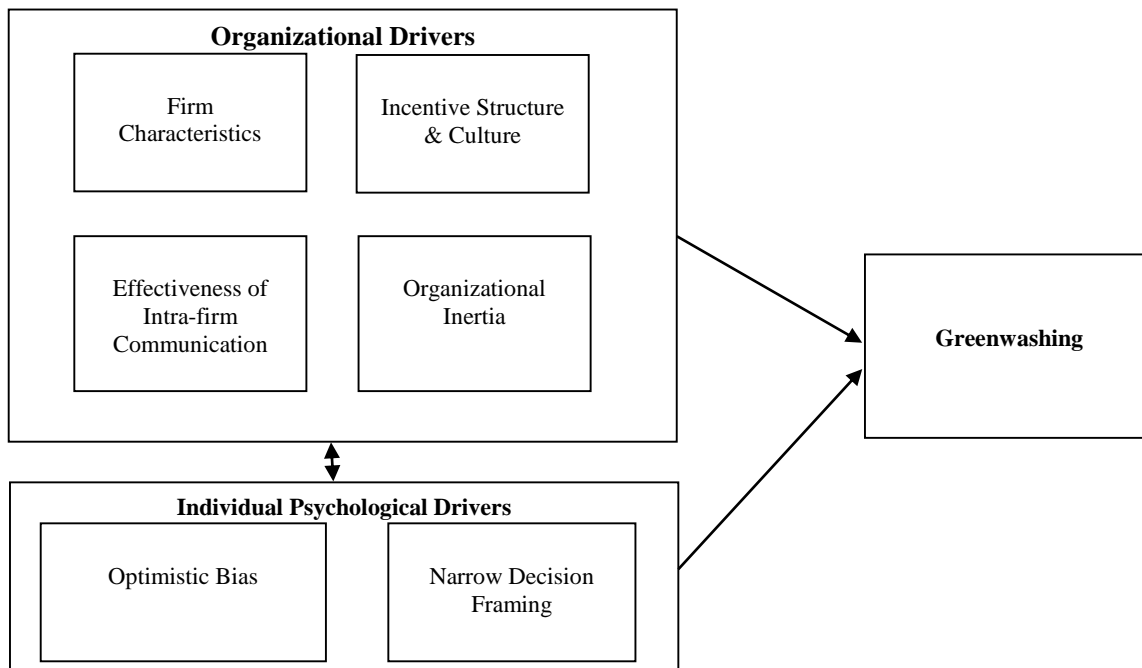 Organizational Drivers
Firm
Characteristics
Incentive Structure
& Culture
Effectiveness of
Intra-firm
Communication
Organizational
Inertia
Greenwashing
Individual Psychological Drivers
Optimistic Bias
Narrow Decision
Framing